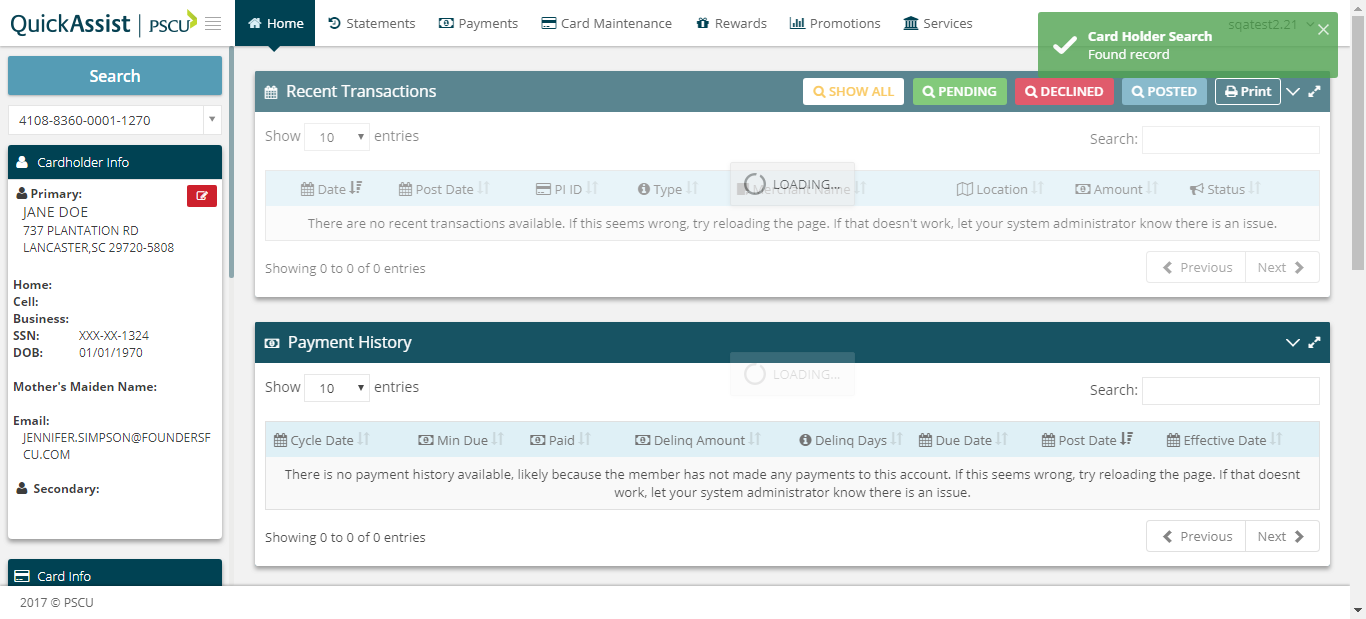 QuickAssist | PSCU
Home
Statements
Payments
Card Maintenance
Rewards
Promotions
Services
sqatest2.21
Card Holder Search
Found record
Search
4108-8360-0001-1270
Cardholder Info
Primary:
JANE DOE
737 PLANTATION RD
LANCASTER,SC 29720-5808
Home:
Cell:
Business:
SSN: XXX-XX-1324
DOB: 01/01/1970
Mother's Maiden Name:
Email:
JENNIFER.SIMPSON@FOUNDERSF
CU.COM
Secondary:
Card Info
Recent Transactions
SHOW ALL
PENDING
DECLINED
POSTED
Print
Show 10 entries
Search:
Date Post Date PI ID Type Merchant Name Location Amount Status
LOADING...
There are no recent transactions available. If this seems wrong, try reloading the page. If that doesn't work, let your system administrator know there is an issue.
Showing 0 to 0 of 0 entries
Previous Next
Payment History
Show 10 entries
LOADING...
Search:
Cycle Date Min Due Paid Delinq Amount Delinq Days Due Date Post Date Effective Date
There is no payment history available, likely because the member has not made any payments to this account. If this seems wrong, try reloading the page. If that doesnt
work, let your system administrator know there is an issue.
Showing 0 to 0 of 0 entries
Previous Next
2017 © PSCU